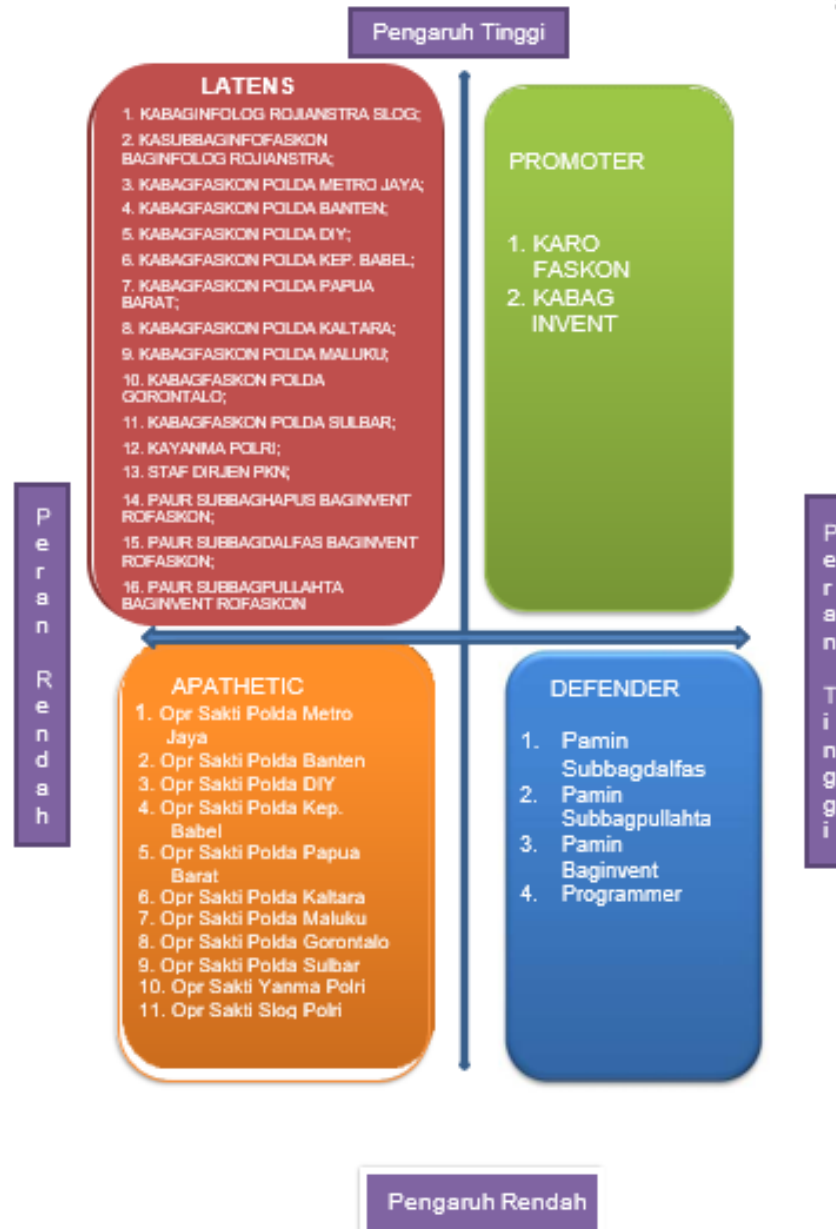 Pengaruh Tinggi
LATENS
1. KABAGINFOLOG ROJIANSTRA SLOG;
2. KASUBBAGINFOFASKON
BAGINFOLOG ROJIANSTRA;
3. KABAGFASKON POLDA METRO JAYA;
4. KABAGFASKON POLDA BANTEN;
5. KABAGFASKON POLDA DIY;
6. KABAGFASKON POLDA KEP. BABEL;
7. KABAGFASKON POLDA PAPUA
BARAT;
8. KABAGFASKON POLDA KALTARA;
9. KABAGFASKON POLDA MALUKU;
10. KABAGFASKON POLDA
GORONTALO;
11. KABAGFASKON POLDA SULBAR;
12. KAYANMA POLRI;
13. STAF DIRJEN PKN;
14. PAUR SUBBAGHAPUS BAGINVENT
ROFASKON;
15. PAUR SUBBAGDALFAS BAGINVENT
ROFASKON;
16. PAUR SUBBAGPULLAHTA
BAGINVENT ROFASKON
PROMOTER
1. KARO
FASKON
2. KABAG
INVENT
Peran Rendah
Peran Tinggi
APATHETIC
1. Opr Sakti Polda Metro
Jaya
2. Opr Sakti Polda Banten
3. Opr Sakti Polda DIY
4. Opr Sakti Polda Kep.
Babel
5. Opr Sakti Polda Papua
Barat
6. Opr Sakti Polda Kaltara
7. Opr Sakti Polda Maluku
8. Opr Sakti Polda Gorontalo
9. Opr Sakti Polda Sulbar
10. Opr Sakti Yanma Polri
11. Opr Sakti Slog Polri
DEFENDER
1. Pamin
Subbagdalfas
2. Pamin
Subbagpullahta
3. Pamin
Baginvent
4. Programmer
Pengaruh Rendah